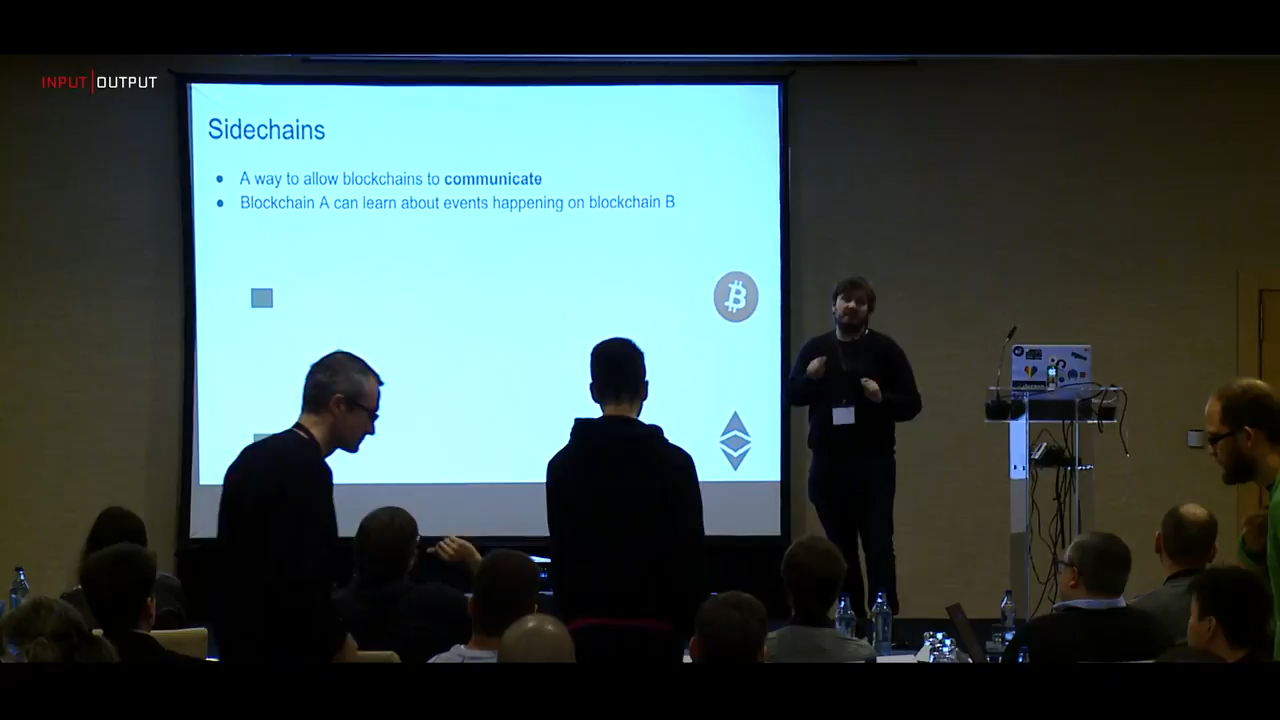 INPUT|OUTPUT
Sidechains
A way to allow blockchains to communicate
Blockchain A can learn about events happening on blockchain B